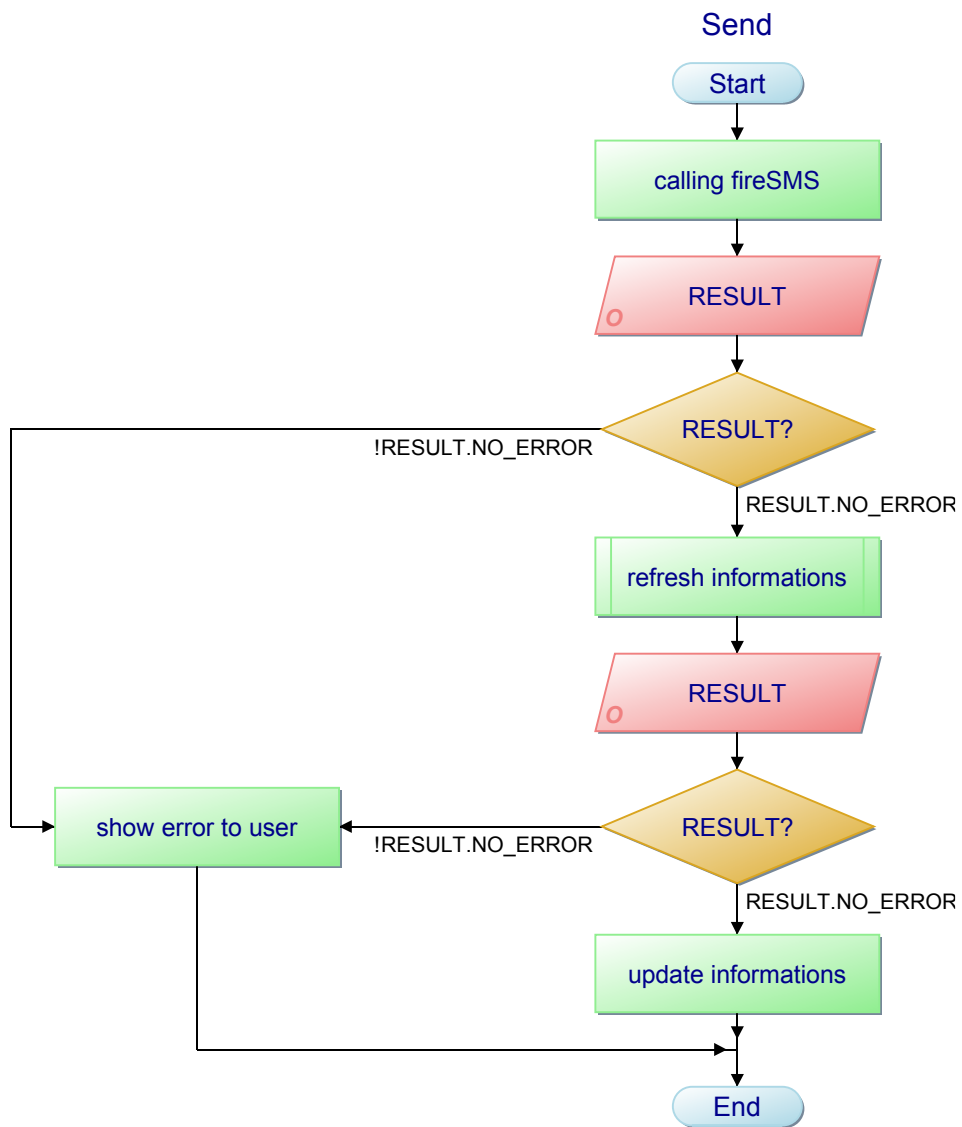 Send
Start
calling fireSMS
RESULT
O
RESULT?
!RESULT.NO_ERROR
RESULT.NO_ERROR
refresh informations
RESULT
O
RESULT?
show error to user
!RESULT.NO_ERROR
RESULT.NO_ERROR
update informations
End